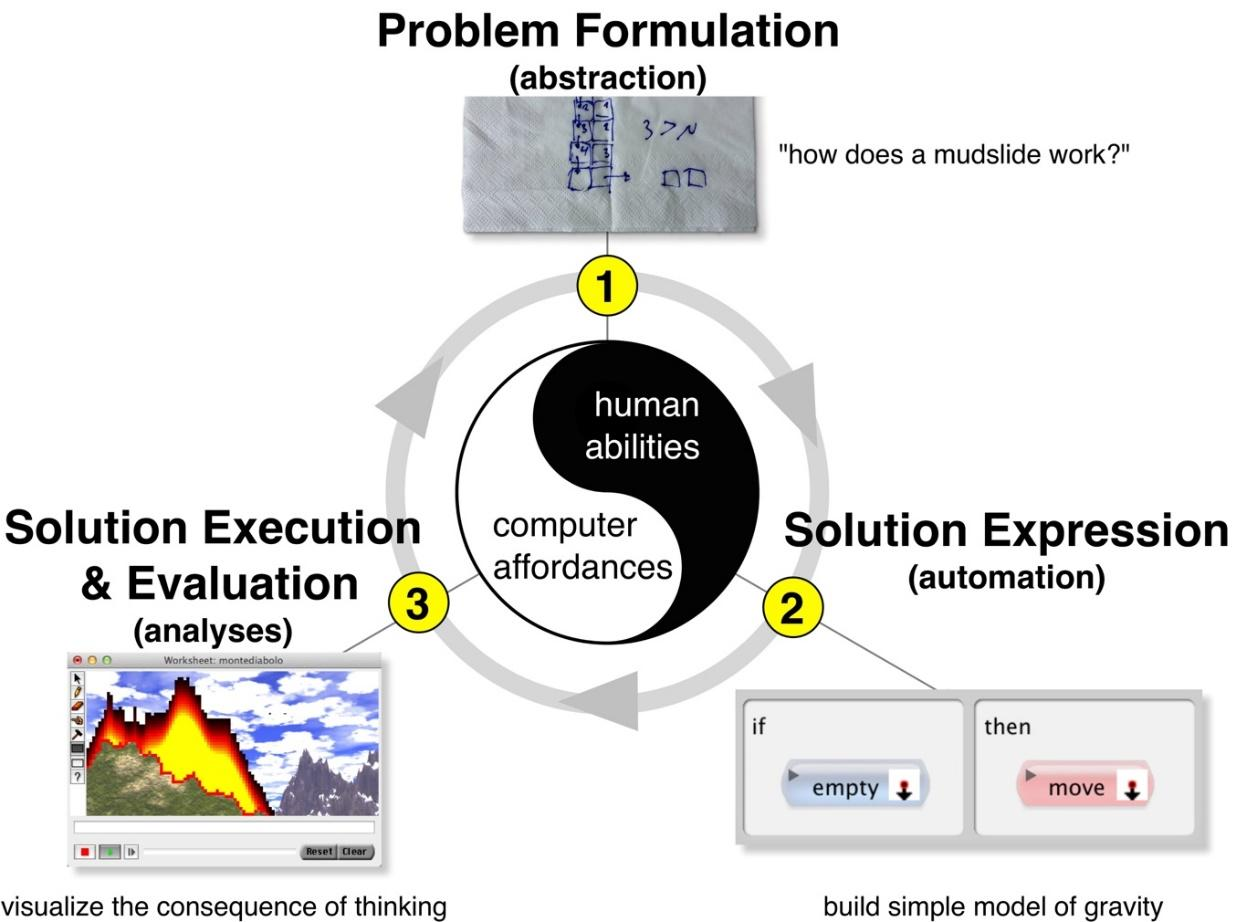 Problem Formulation
(abstraction)
3 > N
"how does a mudslide work?"
1
human
abilities
computer
affordances
Solution Expression
(automation)
2
if
empty
then
move
build simple model of gravity
Solution Execution
& Evaluation
(analyses)
3
Worksheet: montediabolo
?
Reset Clear
visualize the consequence of thinking